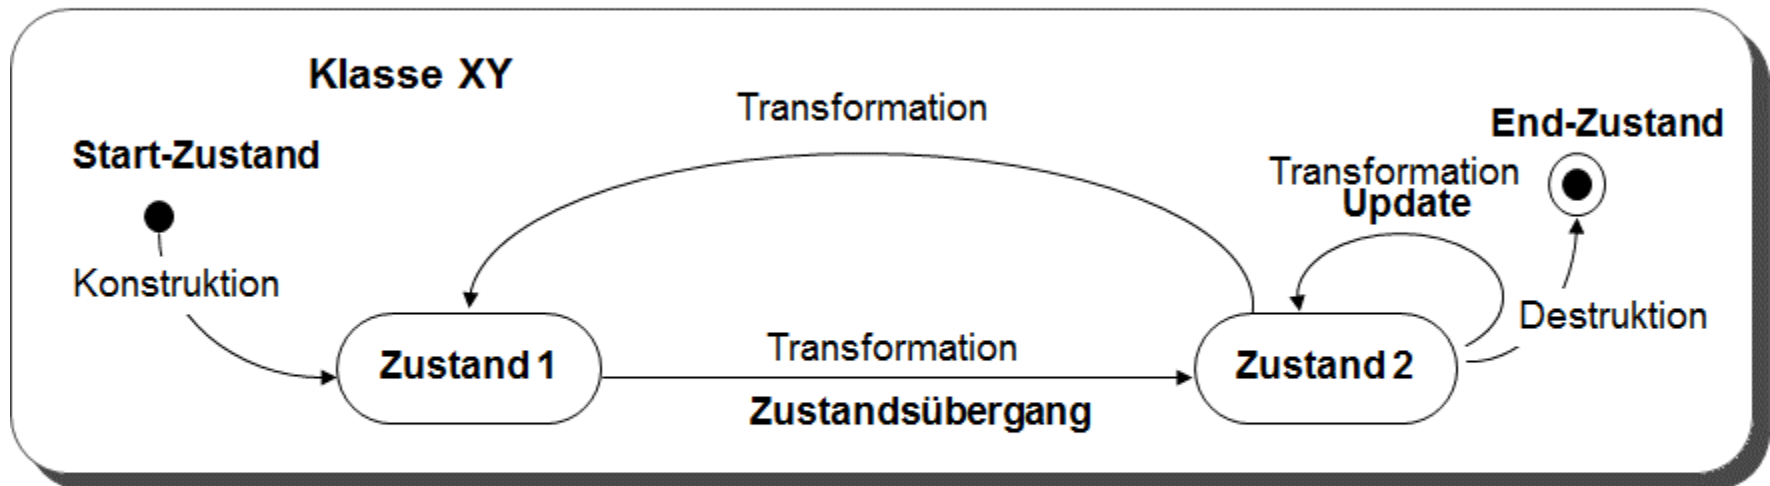 Klasse XY
Transformation
End-Zustand
Start-Zustand
Transformation
Update
Konstruktion
Destruktion
Transformation
Zustand 1
Zustand 2
Zustandsübergang